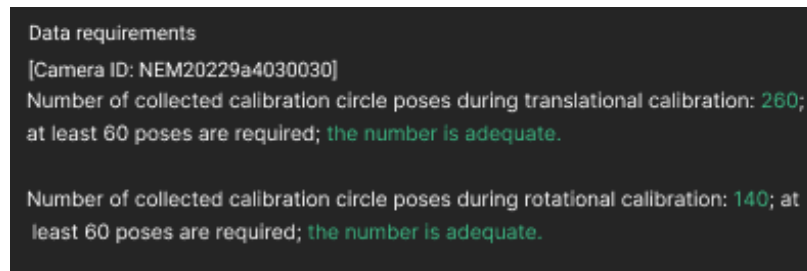 Data requirements
[Camera ID: NEM20229a4030030]
Number of collected calibration circle poses during translational calibration: 260;
at least 60 poses are required; the number is adequate.
Number of collected calibration circle poses during rotational calibration: 140; at
least 60 poses are required; the number is adequate.